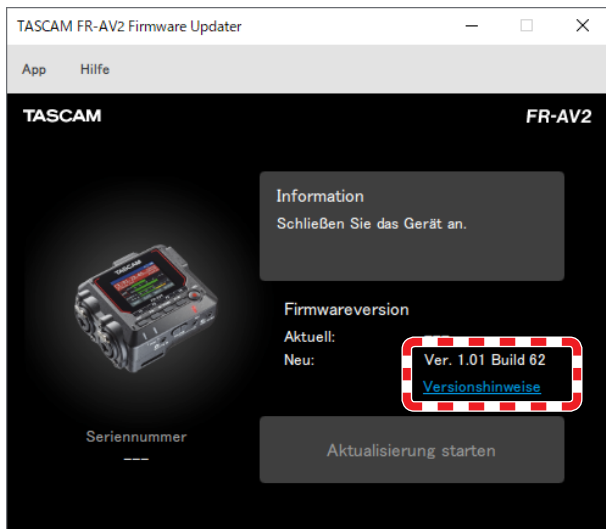 TASCAM FR-AV2 Firmware Updater
App Hilfe
TASCAM FR-AV2
Information
Schließen Sie das Gerät an.
Firmwareversion
Aktuell: ---
Neu: Ver. 1.01 Build 62
Versionshinweise
Seriennummer
---
Aktualisierung starten